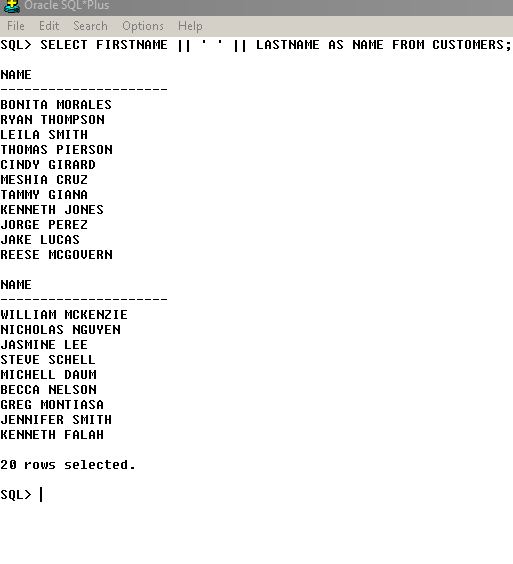 Oracle SQL*Plus
File Edit Search Options Help
SQL> SELECT FIRSTNAME || ' ' || LASTNAME AS NAME FROM CUSTOMERS;
NAME
---------------------
BONITA MORALES
RYAN THOMPSON
LEILA SMITH
THOMAS PIERSON
CINDY GIRARD
MESHIA CRUZ
TAMMY GIANA
KENNETH JONES
JORGE PEREZ
JAKE LUCAS
REESE MCGOVERN
NAME
---------------------
WILLIAM MCKENZIE
NICHOLAS NGUYEN
JASMINE LEE
STEVE SCHELL
MICHELL DAUM
BECCA NELSON
GREG MONTIASA
JENNIFER SMITH
KENNETH FALAH
20 rows selected.
SQL>